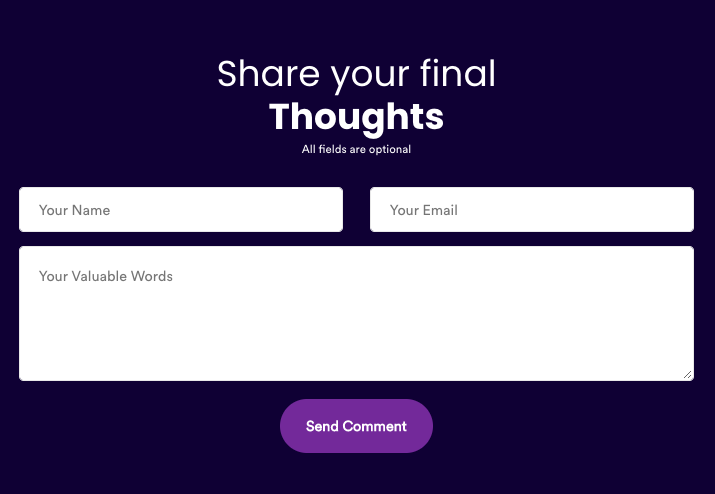 Share your final
Thoughts
All fields are optional
Your Name
Your Email
Your Valuable Words
Send Comment